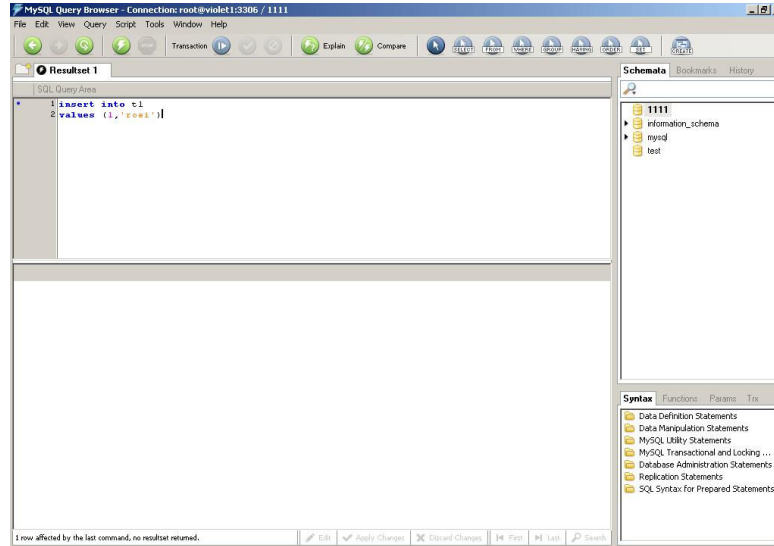 MySQL Query Browser - Connection: root@violet1:3306 / 1111
File Edit View Query Script Tools Window Help
Transaction Explain Compare SELECT FROM WHERE GROUP HAVING ORDER SET CREATE
Resultset 1
SQL Query Area
1 insert into t1
2 values (1,'roei')
Schemata Bookmarks History
1111
information_schema
mysql
test
Syntax Functions Params Trx
Data Definition Statements
Data Manipulation Statements
MySQL Utility Statements
MySQL Transactional and Locking ...
Database Administration Statements
Replication Statements
SQL Syntax for Prepared Statements
1 row affected by the last command, no resultset returned.
Edit Apply Changes Discard Changes First Last Search